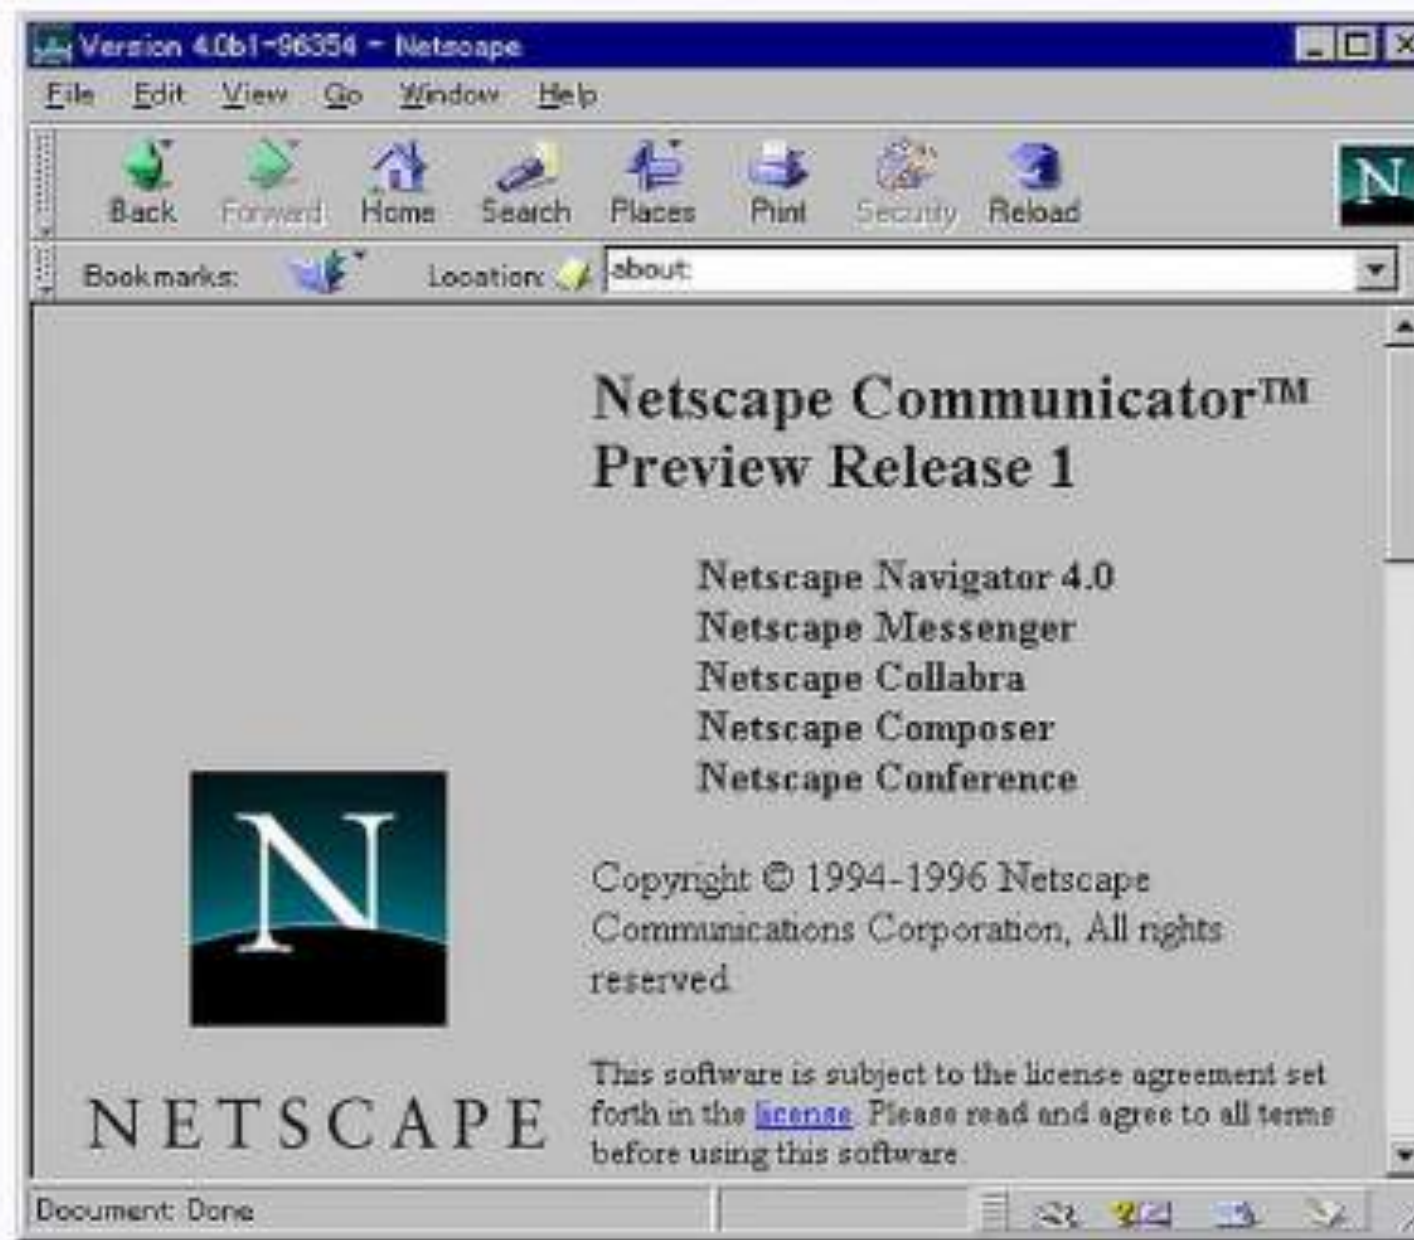 Version 4.0b1-96354 - Netscape
File Edit View Go Window Help
Back Forward Home Search Places Print Security Reload
N
Bookmarks: Location: about:
Netscape Communicator™
Preview Release 1
Netscape Navigator 4.0
Netscape Messenger
Netscape Collabra
Netscape Composer
Netscape Conference
N
NETSCAPE
Copyright © 1994-1996 Netscape
Communications Corporation, All rights
reserved.
This software is subject to the license agreement set
forth in the license. Please read and agree to all terms
before using this software.
Document: Done